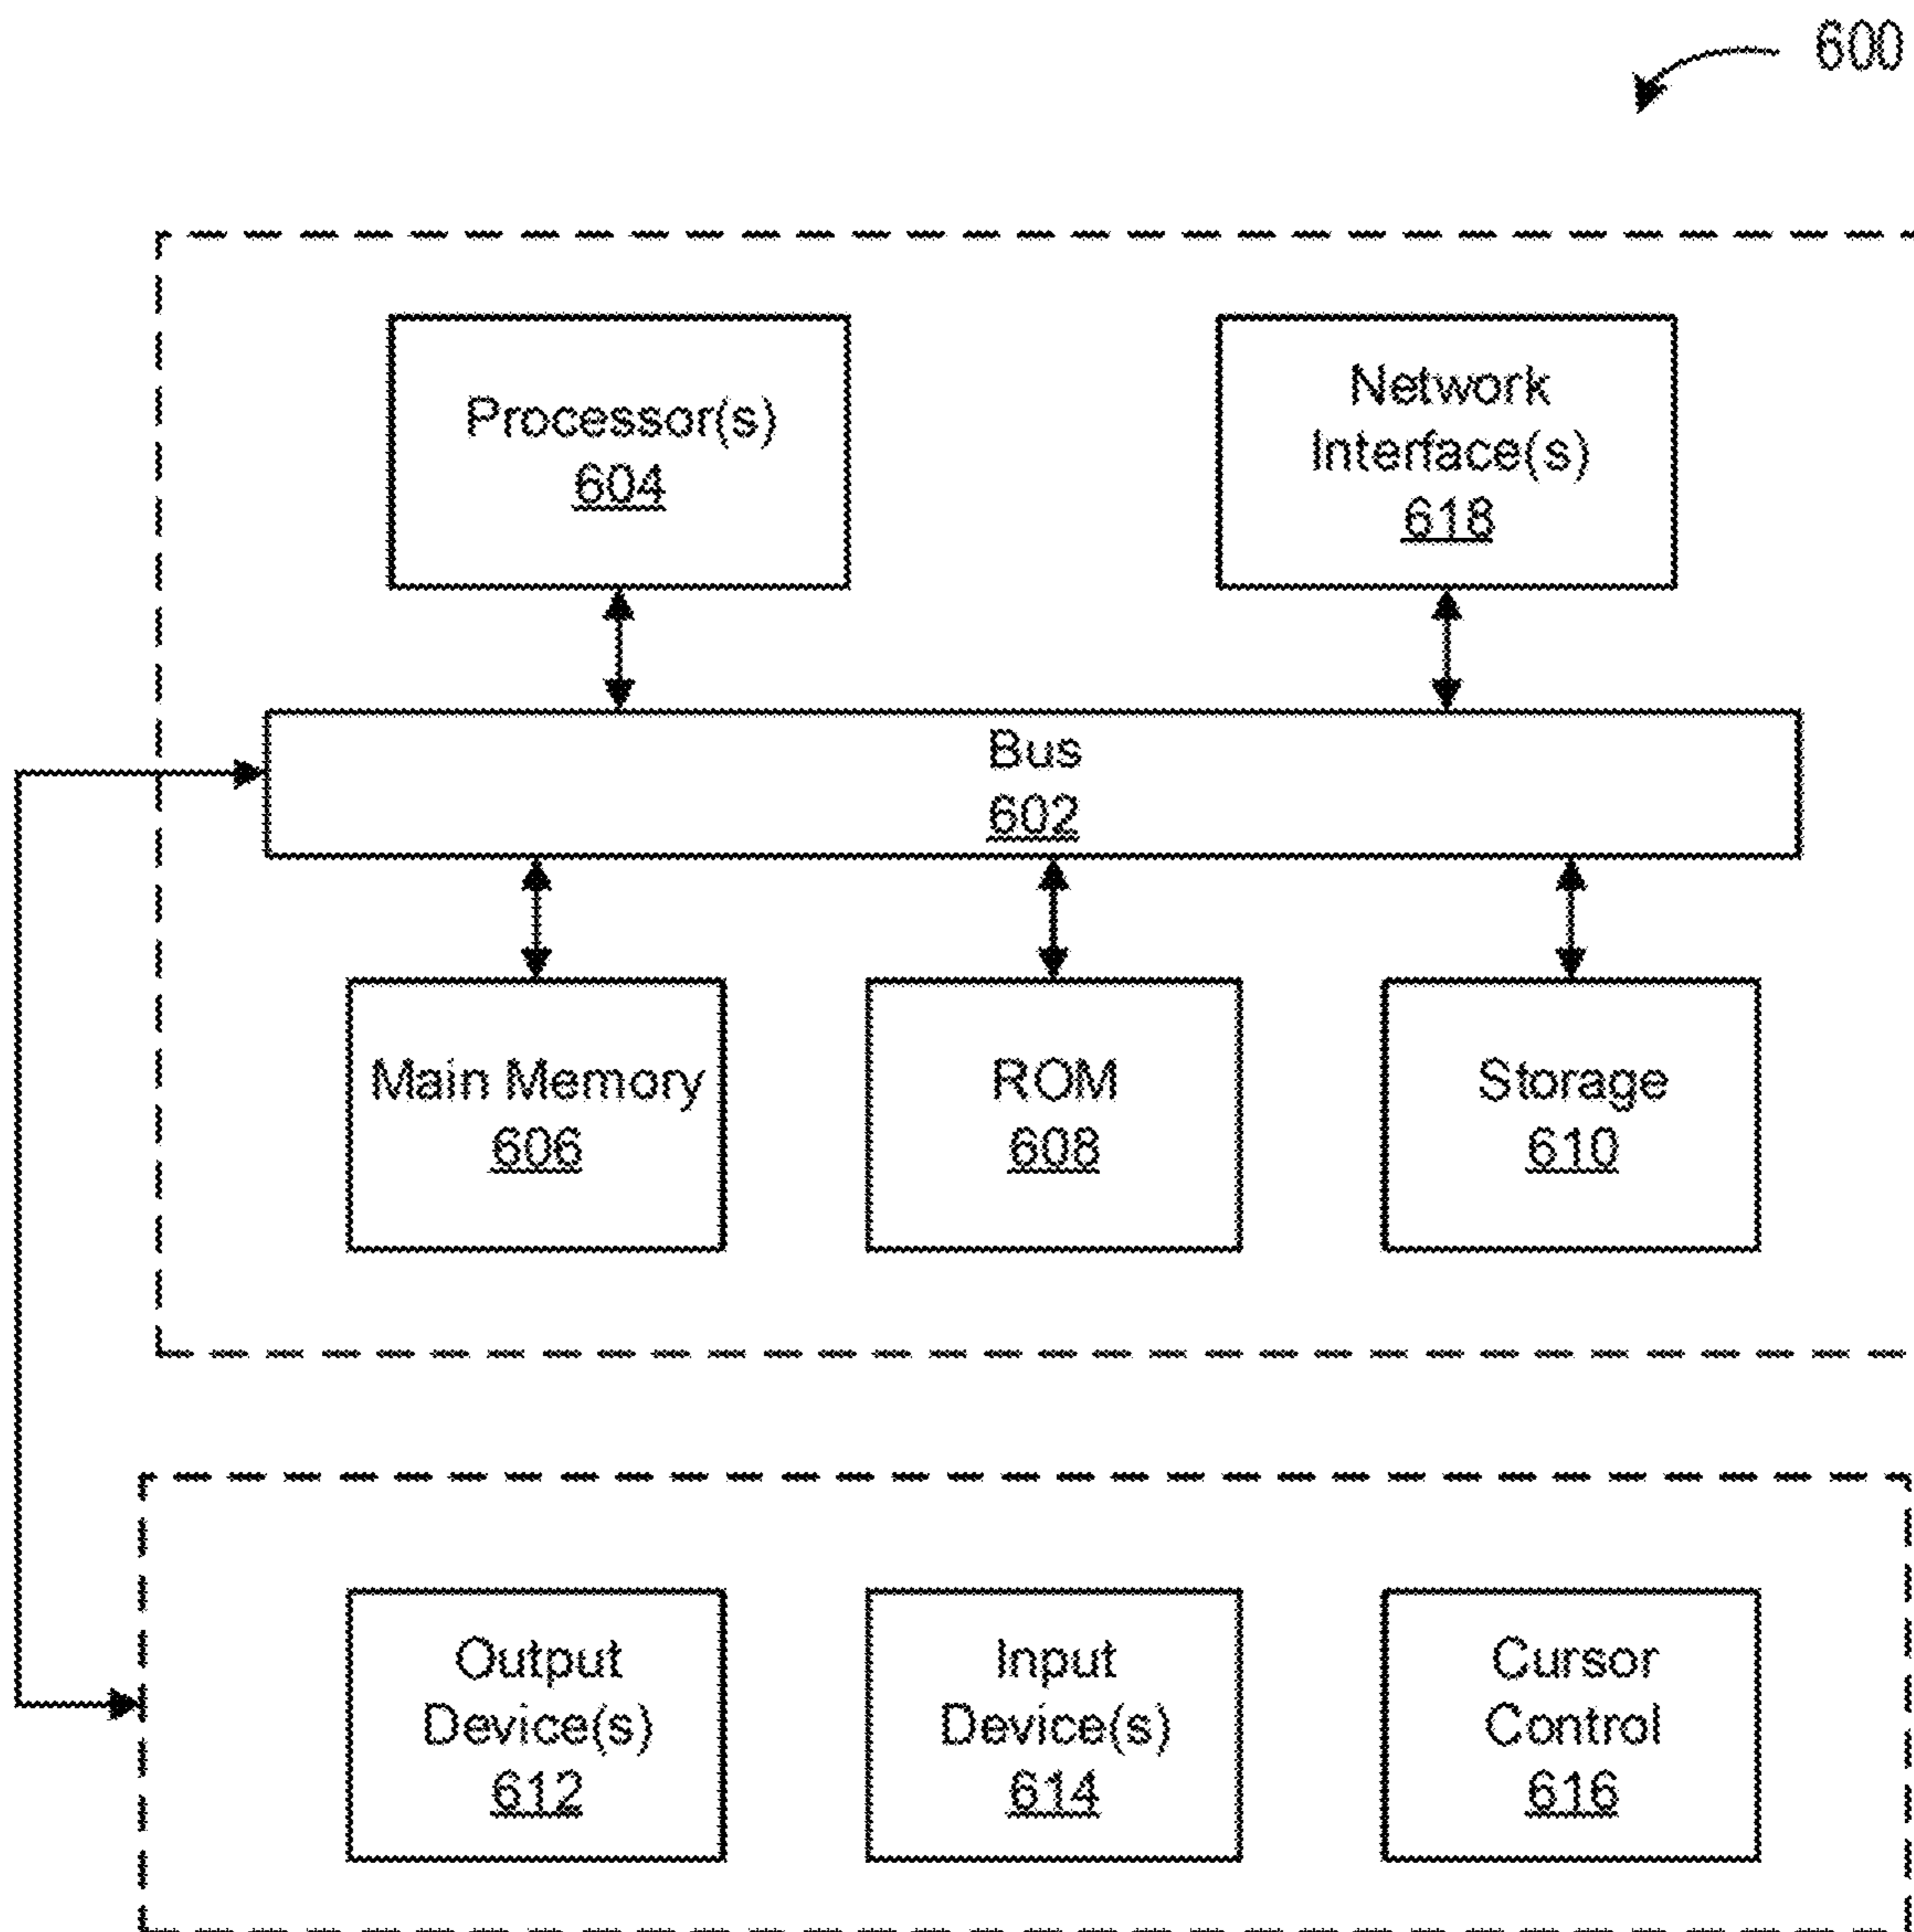 600
Processor(s)
604
Network
Interface(s)
618
Bus
602
Main Memory
606
ROM
608
Storage
610
Output
Device(s)
612
Input
Device(s)
614
Cursor
Control
616